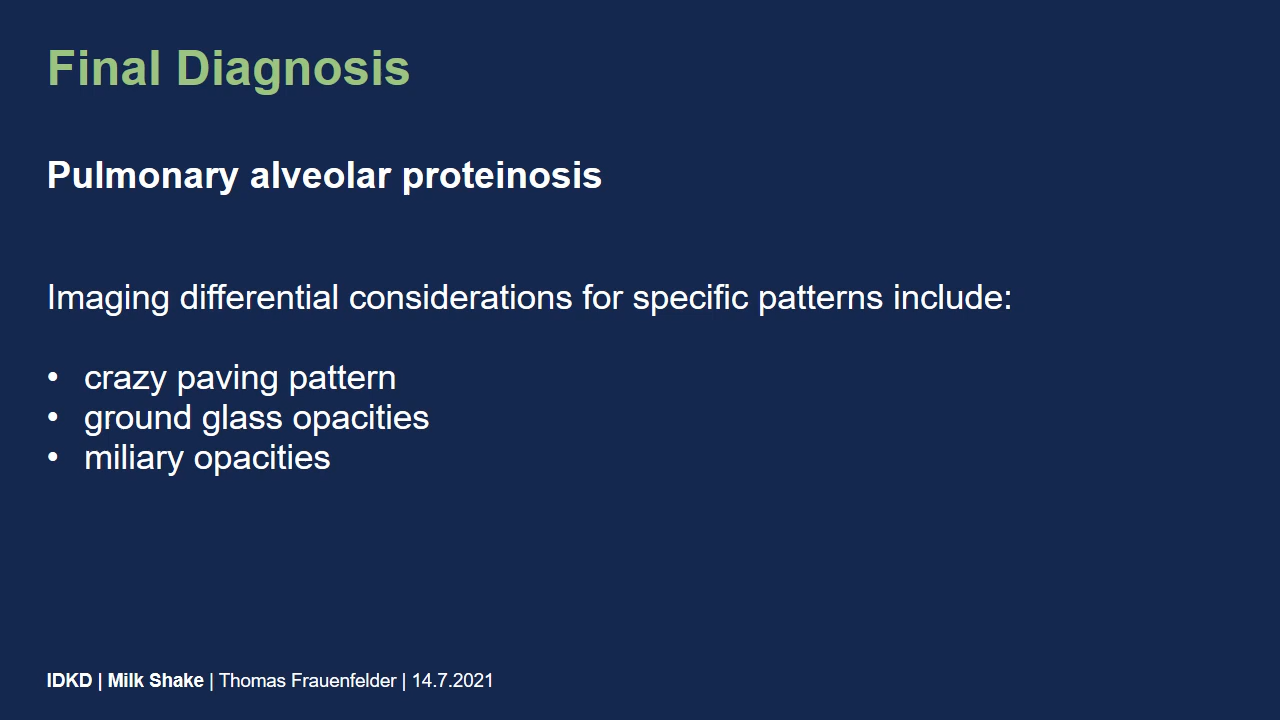 Final Diagnosis
Pulmonary alveolar proteinosis
Imaging differential considerations for specific patterns include:
• crazy paving pattern
• ground glass opacities
• miliary opacities
IDKD | Milk Shake | Thomas Frauenfelder | 14.7.2021